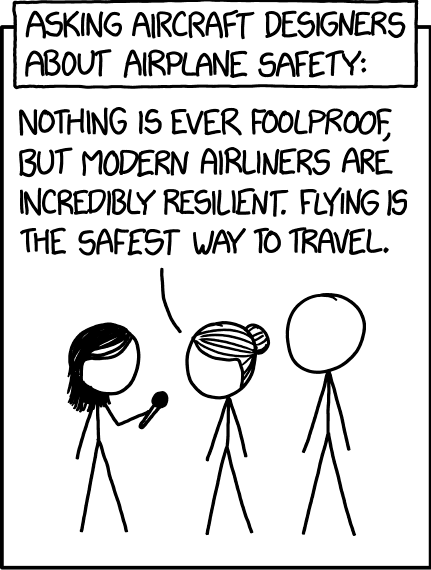 ASKING AIRCRAFT DESIGNERS
ABOUT AIRPLANE SAFETY:
NOTHING IS EVER FOOLPROOF,
BUT MODERN AIRLINERS ARE
INCREDIBLY RESILIENT. FLYING IS
THE SAFEST WAY TO TRAVEL.